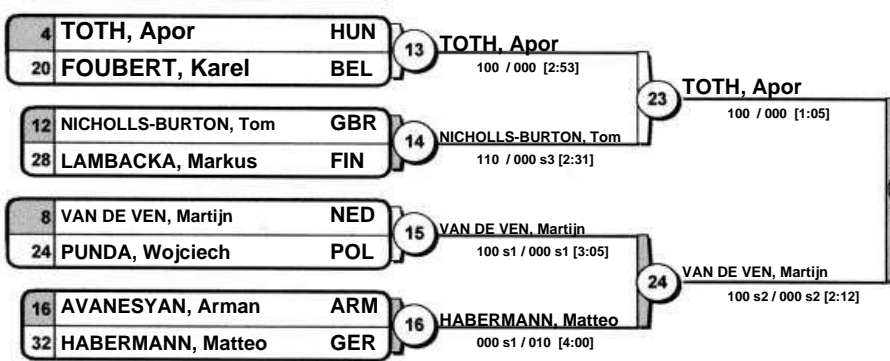 4 TOTH, Apor HUN
20 FOUBERT, Karel BEL
13 TOTH, Apor
100 / 000 [2:53]
12 NICHOLLS-BURTON, Tom GBR
28 LAMBACKA, Markus FIN
14 NICHOLLS-BURTON, Tom
110 / 000 s3 [2:31]
23 TOTH, Apor
100 / 000 [1:05]
8 VAN DE VEN, Martijn NED
24 PUNDA, Wojciech POL
15 VAN DE VEN, Martijn
100 s1 / 000 s1 [3:05]
16 AVANESYAN, Arman ARM
32 HABERMANN, Matteo GER
16 HABERMANN, Matteo
000 s1 / 010 [4:00]
24 VAN DE VEN, Martijn
100 s2 / 000 s2 [2:12]